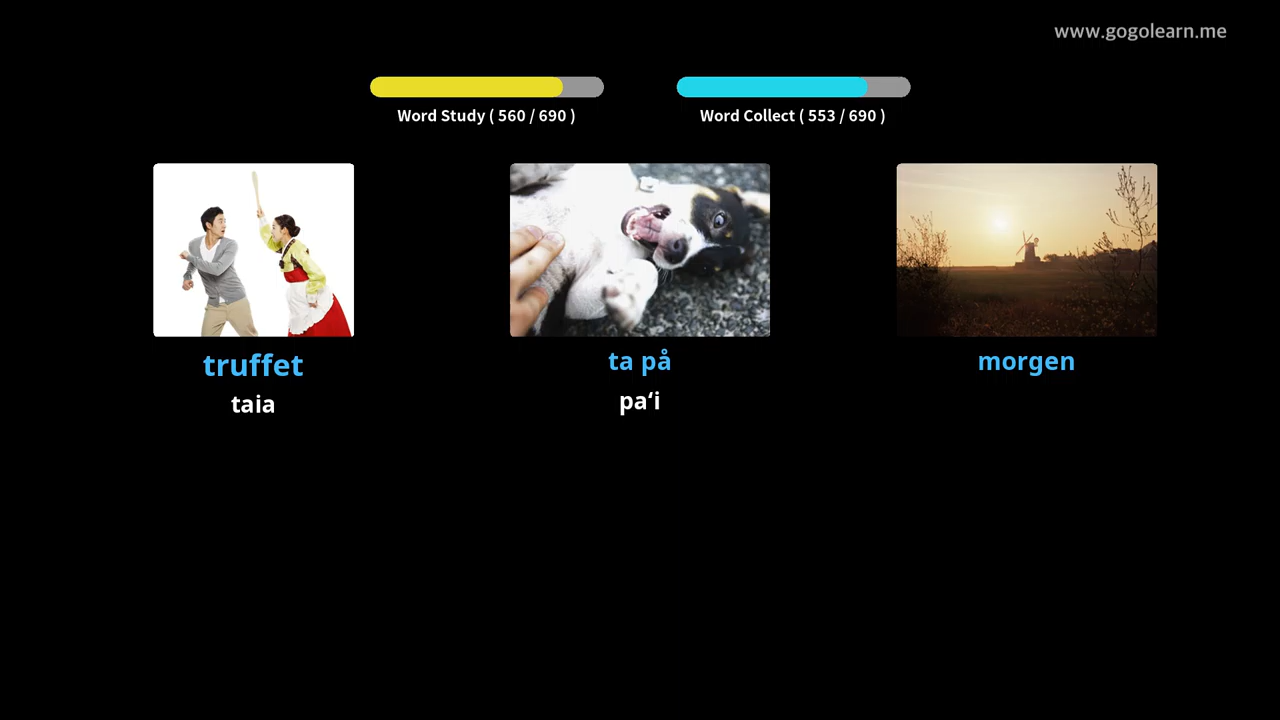 www.gogolearn.me
Word Study ( 560 / 690 )
Word Collect ( 553 / 690 )
truffet
taia
ta på
pa‘i
morgen